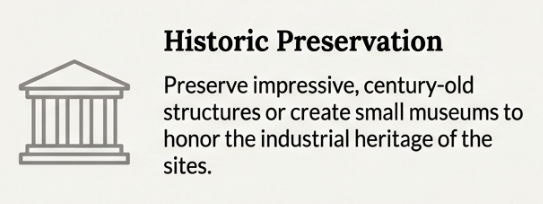 Historic Preservation
Preserve impressive, century-old
structures or create small museums to
honor the industrial heritage of the
sites.